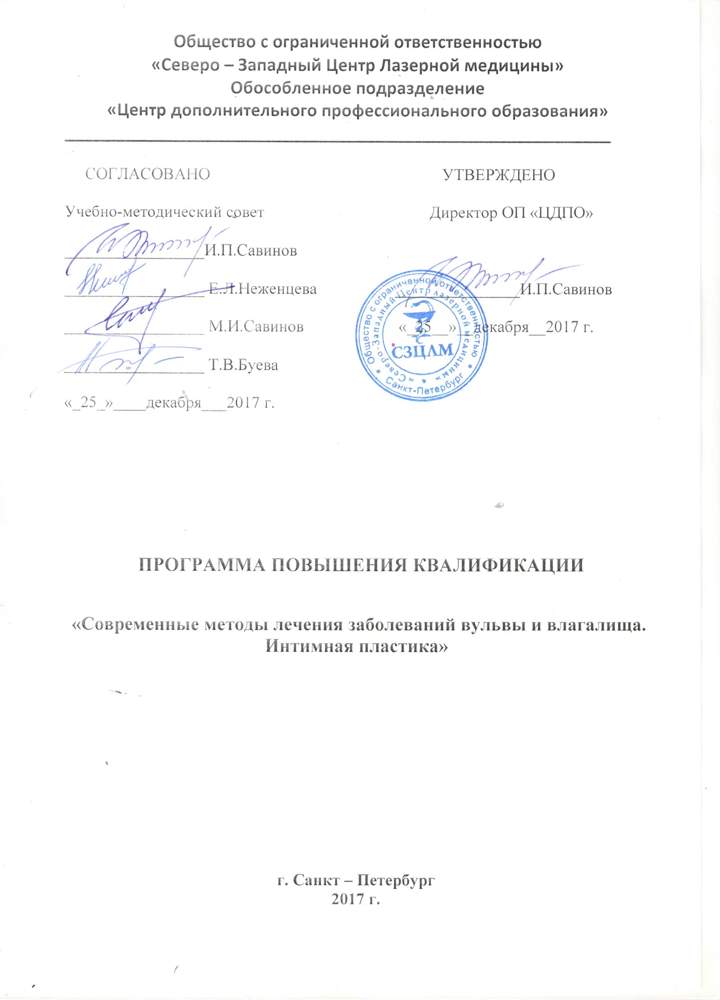 Общество с ограниченной ответственностью
«Северо – Западный Центр Лазерной медицины»
Обособленное подразделение
«Центр дополнительного профессионального образования»
СОГЛАСОВАНО
Учебно-методический совет
_________________И.П.Савинов
_________________ Е.Л.Неженцева
_________________ М.И.Савинов
_________________ Т.В.Буева
«_25_»____декабря___2017 г.
УТВЕРЖДЕНО
Директор ОП «ЦДПО»
_______________И.П.Савинов
«_25__»__декабря__2017 г.
Общество с ограниченной ответственностью
* Санкт-Петербург *
«Северо-Западный Центр лазерной медицины» *
СЗЦЛМ
ПРОГРАММА ПОВЫШЕНИЯ КВАЛИФИКАЦИИ
«Современные методы лечения заболеваний вульвы и влагалища.
Интимная пластика»
г. Санкт – Петербург
2017 г.